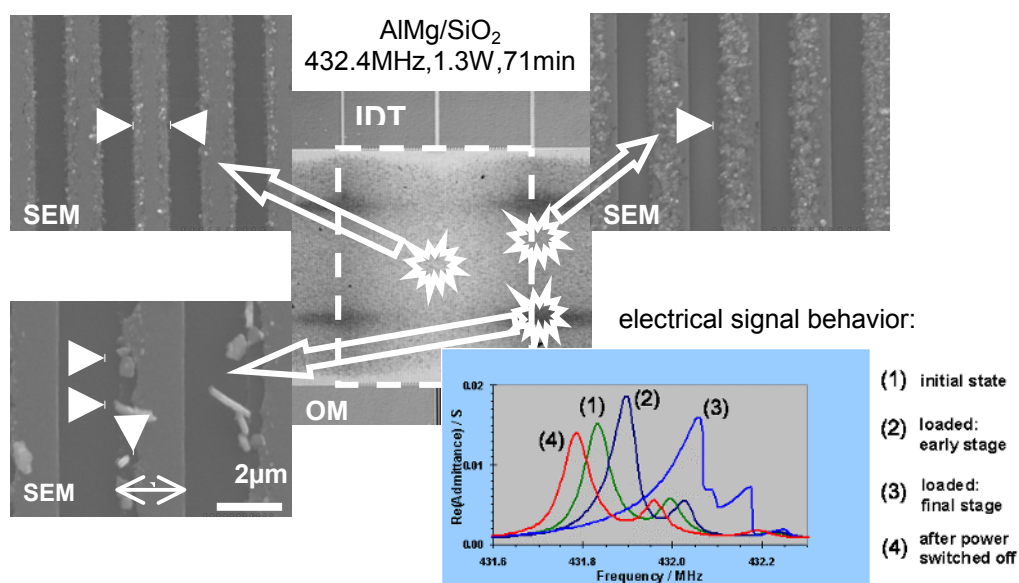 AlMg/SiO₂
432.4MHz,1.3W,71min
IDT
SEM
SEM
SEM
2µm
OM
electrical signal behavior:
Re(Admittance) / S
0.02
0.01
0.00
(1)
(2)
(3)
(4)
431.6
431.8
432.0
432.2
Frequency / MHz
(1) initial state
(2) loaded:
early stage
(3) loaded:
final stage
(4) after power
switched off